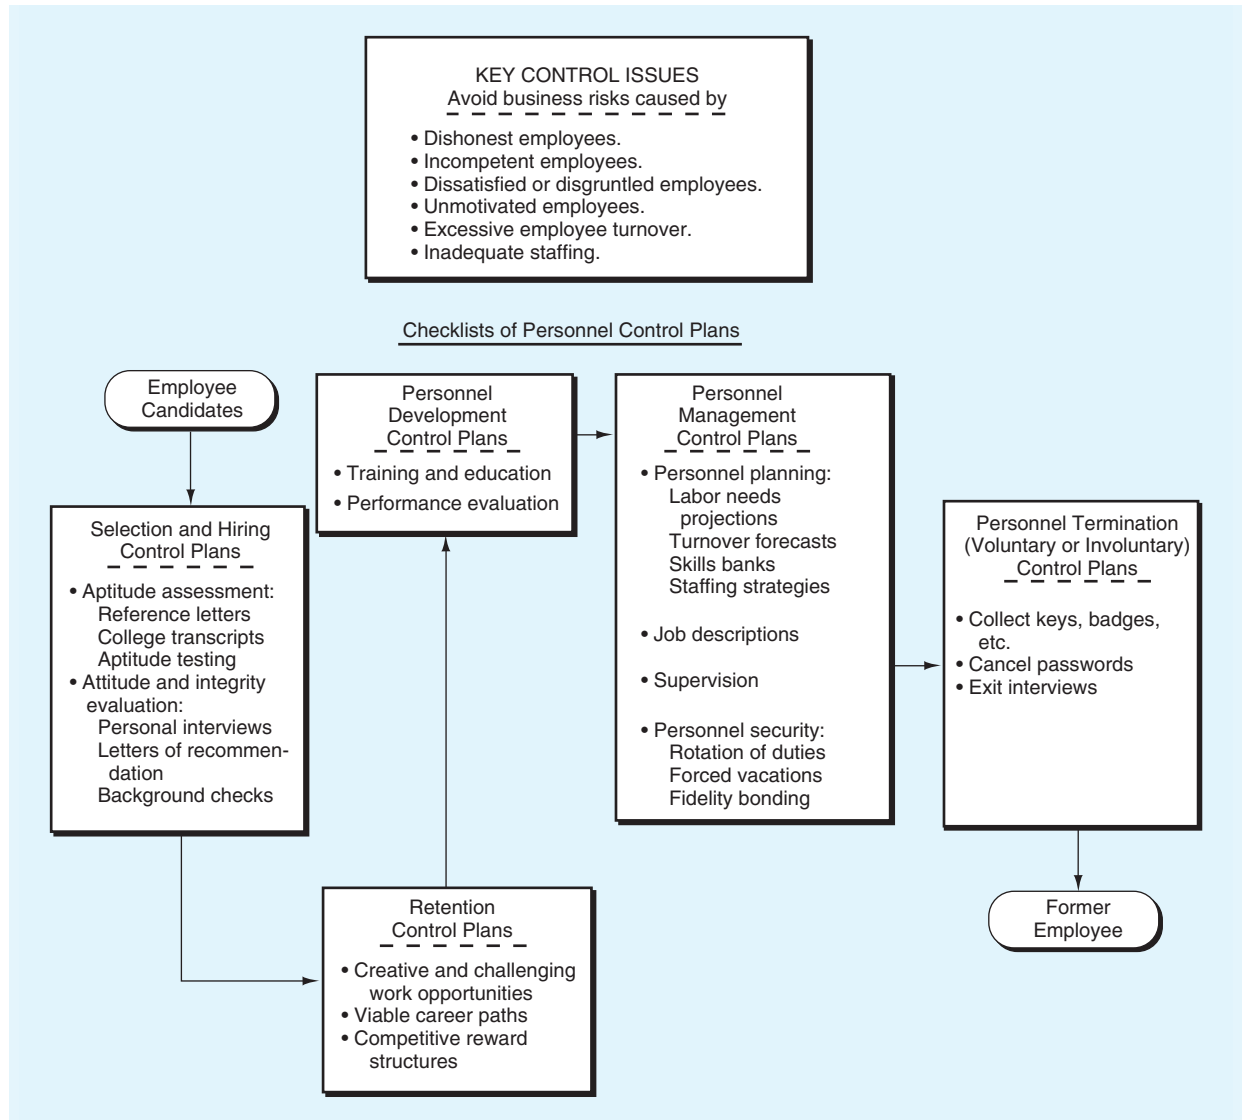 KEY CONTROL ISSUES
Avoid business risks caused by
• Dishonest employees.
• Incompetent employees.
• Dissatisfied or disgruntled employees.
• Unmotivated employees.
• Excessive employee turnover.
• Inadequate staffing.
Checklists of Personnel Control Plans
Employee
Candidates
Selection and Hiring
Control Plans
• Aptitude assessment:
Reference letters
College transcripts
Aptitude testing
• Attitude and integrity
evaluation:
Personal interviews
Letters of recommen-
dation
Background checks
Retention
Control Plans
• Creative and challenging
work opportunities
• Viable career paths
• Competitive reward
structures
Personnel
Development
Control Plans
• Training and education
• Performance evaluation
Personnel
Management
Control Plans
• Personnel planning:
Labor needs
projections
Turnover forecasts
Skills banks
Staffing strategies
• Job descriptions
• Supervision
• Personnel security:
Rotation of duties
Forced vacations
Fidelity bonding
Personnel Termination
(Voluntary or Involuntary)
Control Plans
• Collect keys, badges,
etc.
• Cancel passwords
• Exit interviews
Former
Employee